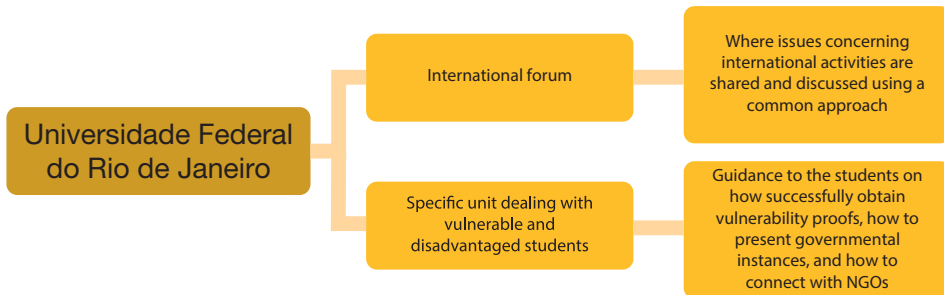 Universidade Federal
do Rio de Janeiro
International forum
Where issues concerning
international activities are
shared and discussed using a
common approach
Specific unit dealing with
vulnerable and
disadvantaged students
Guidance to the students on
how successfully obtain
vulnerability proofs, how to
present governmental
instances, and how to
connect with NGOs